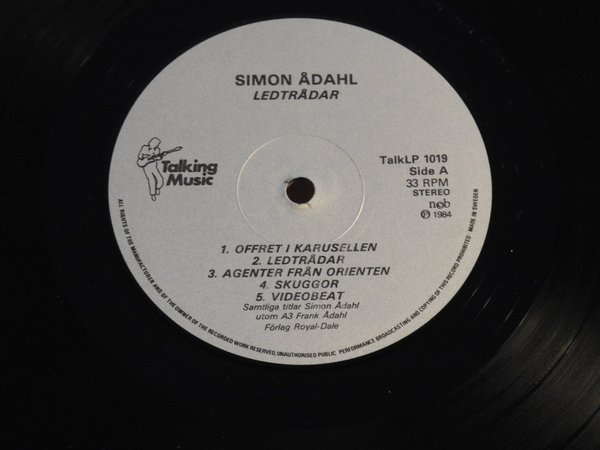 SIMON ÅDAHL
LEDTRÅDAR
Talking
Music
TalkLP 1019
Side A
33 RPM
STEREO
n©b
Ⓟ 1984
1. OFFRET I KARUSELLEN
2. LEDTRÅDAR
3. AGENTER FRÅN ORIENTEN
4. SKUGGOR
5. VIDEOBEAT
Samtliga titlar Simon Ådahl
utom A3 Frank Ådahl
Förlag Royal-Dale
ALL RIGHTS OF THE MANUFACTURER AND OF THE OWNER OF THE RECORDED WORK RESERVED, UNAUTHORISED PUBLIC PERFORMANCE BROADCASTING AND COPYING OF THIS RECORD PROHIBITED · MADE IN SWEDEN